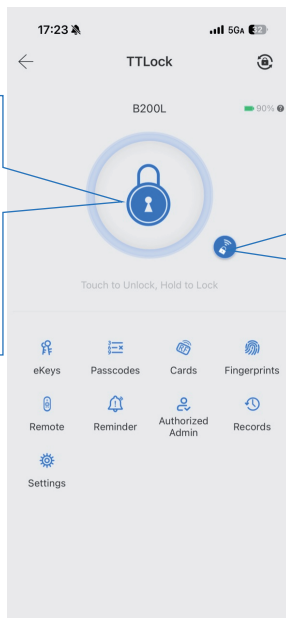 17:23 5GA 32
TTLock
B200L 90%
Touch to Unlock, Hold to Lock
eKeys Passcodes Cards Fingerprints
Remote Reminder Authorized Admin Records
Settings